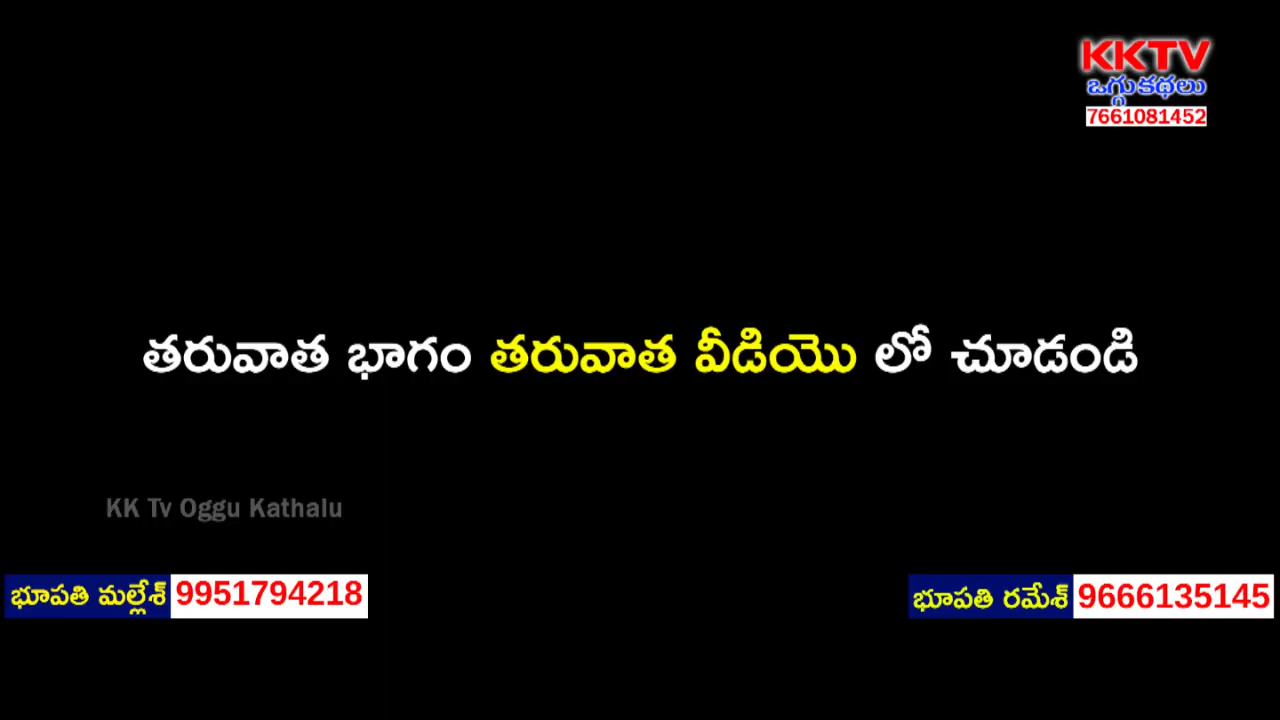 KKTV
ఒగ్గుకథలు
7661081452
తరువాత భాగం తరువాత వీడియొ లో చూడండి
KK Tv Oggu Kathalu
భూపతి మల్లేశ్ 9951794218
భూపతి రమేశ్ 9666135145